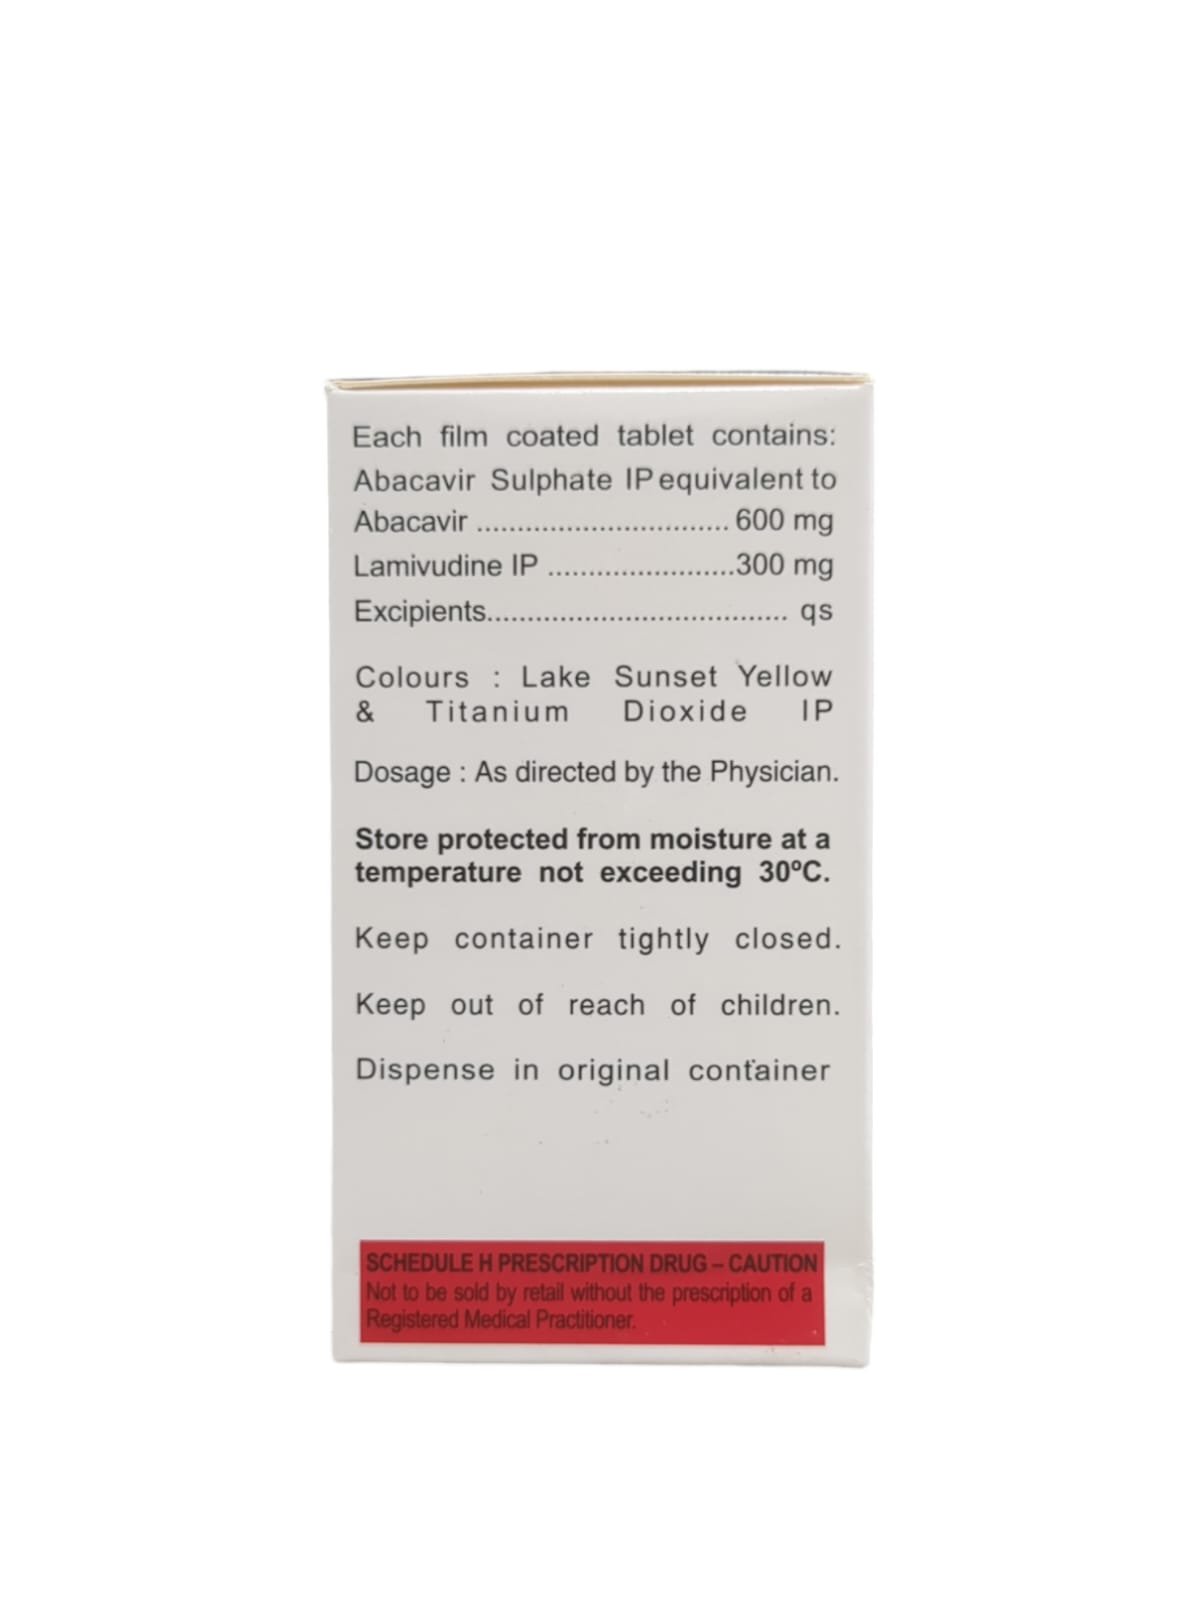 Each film coated tablet contains:
Abacavir Sulphate IP equivalent to
Abacavir ............................... 600 mg
Lamivudine IP .......................300 mg
Excipients..................................... qs
Colours : Lake Sunset Yellow
& Titanium Dioxide IP
Dosage : As directed by the Physician.
Store protected from moisture at a
temperature not exceeding 30ºC.
Keep container tightly closed.
Keep out of reach of children.
Dispense in original container
SCHEDULE H PRESCRIPTION DRUG – CAUTION
Not to be sold by retail without the prescription of a
Registered Medical Practitioner.